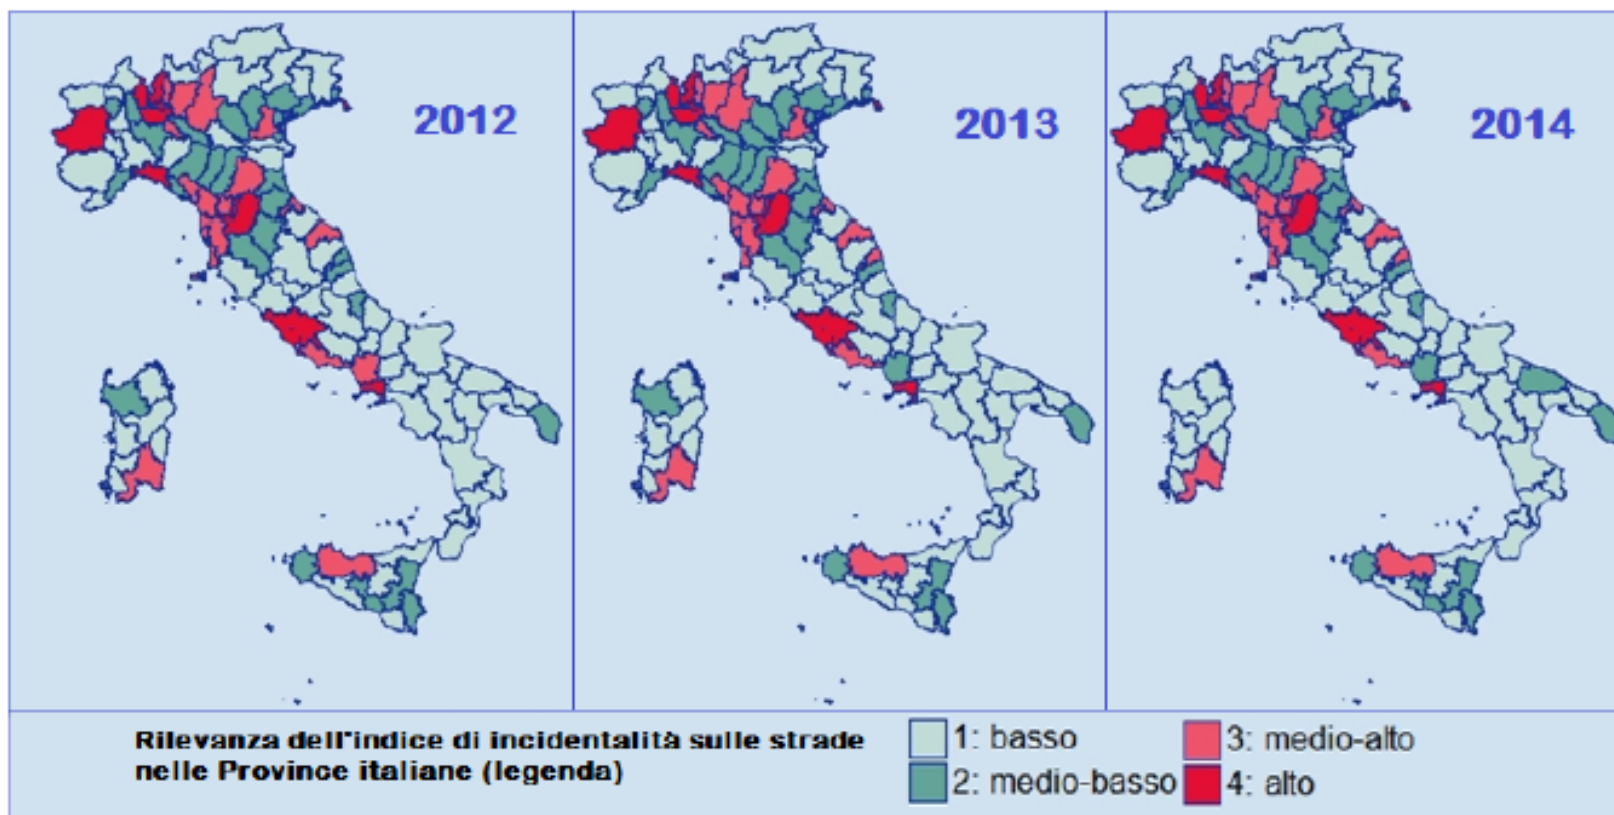 2012
2013
2014
Rilevanza dell'indice di incidentalità sulle strade
nelle Province italiane (legenda)
1: basso
2: medio-basso
3: medio-alto
4: alto